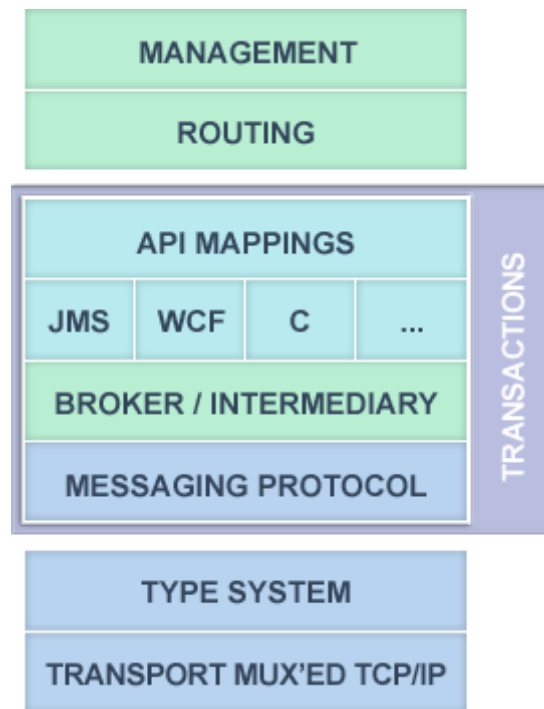 MANAGEMENT
ROUTING
API MAPPINGS
JMS WCF C ...
BROKER / INTERMEDIARY
MESSAGING PROTOCOL
TRANSACTIONS
TYPE SYSTEM
TRANSPORT MUX'ED TCP/IP